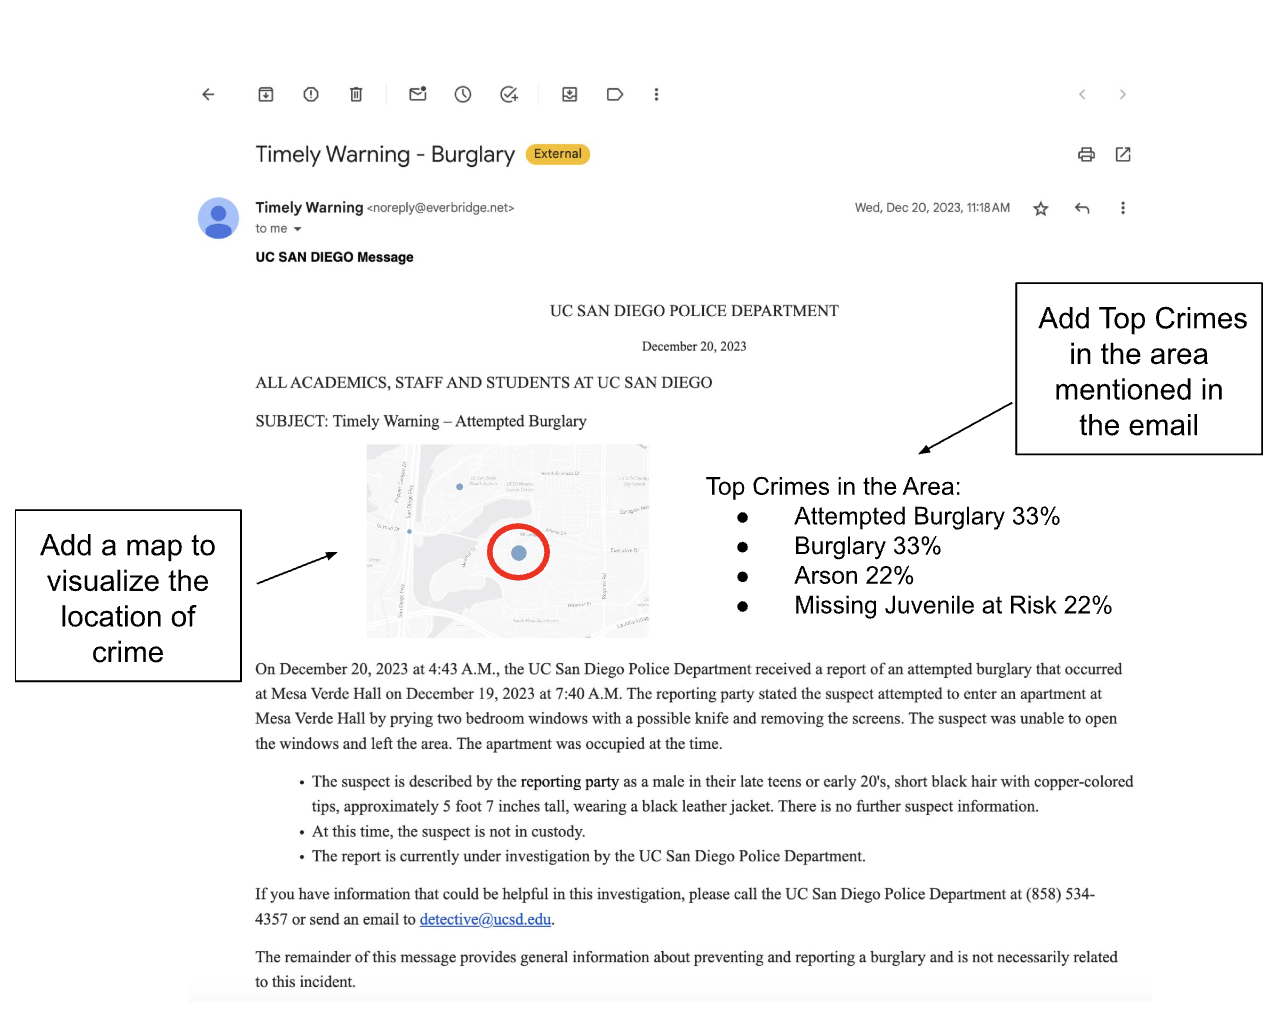 Timely Warning - Burglary External
Timely Warning <noreply@everbridge.net>
Wed, Dec 20, 2023, 11:18 AM
to me
UC SAN DIEGO Message
UC SAN DIEGO POLICE DEPARTMENT
December 20, 2023
ALL ACADEMICS, STAFF AND STUDENTS AT UC SAN DIEGO
SUBJECT: Timely Warning – Attempted Burglary
Add Top Crimes
in the area
mentioned in
the email
Add a map to
visualize the
location of
crime
Top Crimes in the Area:
● Attempted Burglary 33%
● Burglary 33%
● Arson 22%
● Missing Juvenile at Risk 22%
On December 20, 2023 at 4:43 A.M., the UC San Diego Police Department received a report of an attempted burglary that occurred
at Mesa Verde Hall on December 19, 2023 at 7:40 A.M. The reporting party stated the suspect attempted to enter an apartment at
Mesa Verde Hall by prying two bedroom windows with a possible knife and removing the screens. The suspect was unable to open
the windows and left the area. The apartment was occupied at the time.
• The suspect is described by the reporting party as a male in their late teens or early 20's, short black hair with copper-colored
tips, approximately 5 foot 7 inches tall, wearing a black leather jacket. There is no further suspect information.
• At this time, the suspect is not in custody.
• The report is currently under investigation by the UC San Diego Police Department.
If you have information that could be helpful in this investigation, please call the UC San Diego Police Department at (858) 534-
4357 or send an email to detective@ucsd.edu.
The remainder of this message provides general information about preventing and reporting a burglary and is not necessarily related
to this incident.